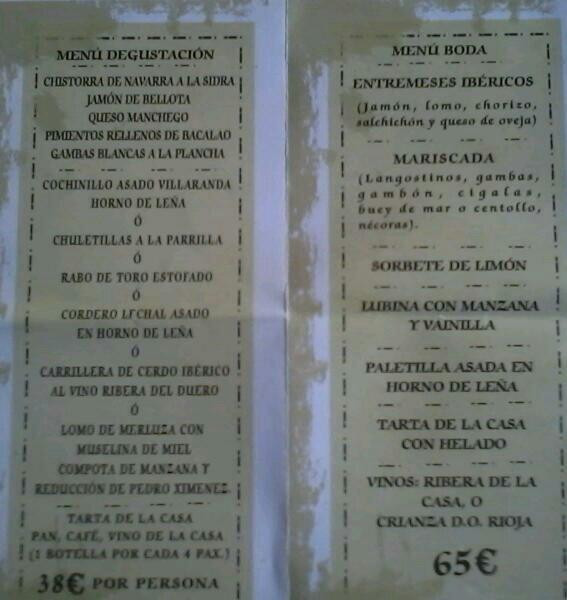 MENÚ DEGUSTACIÓN
CHISTORRA DE NAVARRA A LA SIDRA
JAMÓN DE BELLOTA
QUESO MANCHEGO
PIMIENTOS RELLENOS DE BACALAO
GAMBAS BLANCAS A LA PLANCHA
COCHINILLO ASADO VILLARANDA
HORNO DE LEÑA
Ó
CHULETILLAS A LA PARRILLA
Ó
RABO DE TORO ESTOFADO
Ó
CORDERO LECHAL ASADO
EN HORNO DE LEÑA
Ó
CARRILLERA DE CERDO IBÉRICO
AL VINO RIBERA DEL DUERO
Ó
LOMO DE MERLUZA CON
MUSELINA DE MIEL
COMPOTA DE MANZANA Y
REDUCCIÓN DE PEDRO XIMENEZ.
TARTA DE LA CASA
PAN, CAFÉ, VINO DE LA CASA
(1 BOTELLA POR CADA 4 PAX.)
38€ POR PERSONA
MENÚ BODA
ENTREMESES IBÉRICOS
(Jamón, lomo, chorizo,
salchichón y queso de oveja)
MARISCADA
(Langostinos, gambas,
gambón, cigalas,
buey de mar o centollo,
nécoras).
SORBETE DE LIMÓN
LUBINA CON MANZANA
Y VAINILLA
PALETILLA ASADA EN
HORNO DE LEÑA
TARTA DE LA CASA
CON HELADO
VINOS: RIBERA DE LA
CASA, O
CRIANZA D.O. RIOJA
65€